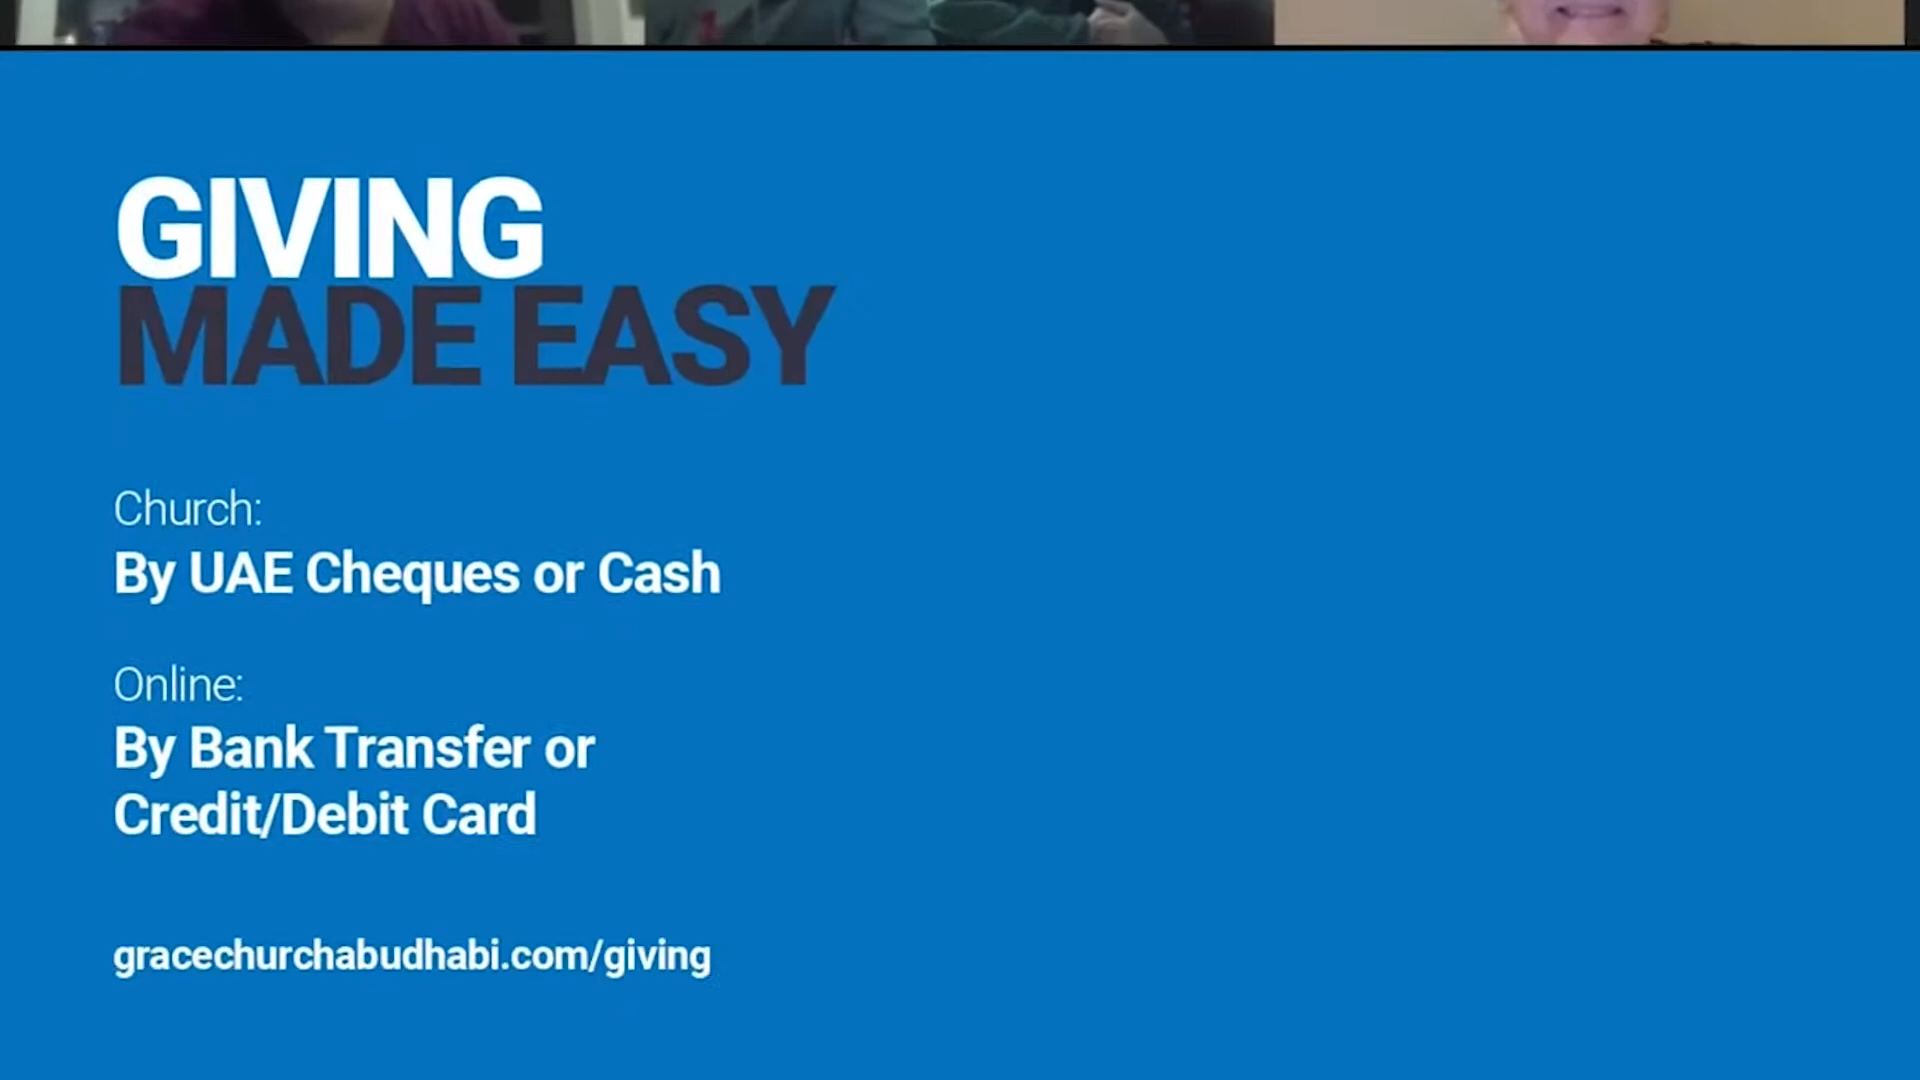 GIVING
MADE EASY
Church:
By UAE Cheques or Cash
Online:
By Bank Transfer or
Credit/Debit Card
gracechurchabudhabi.com/giving